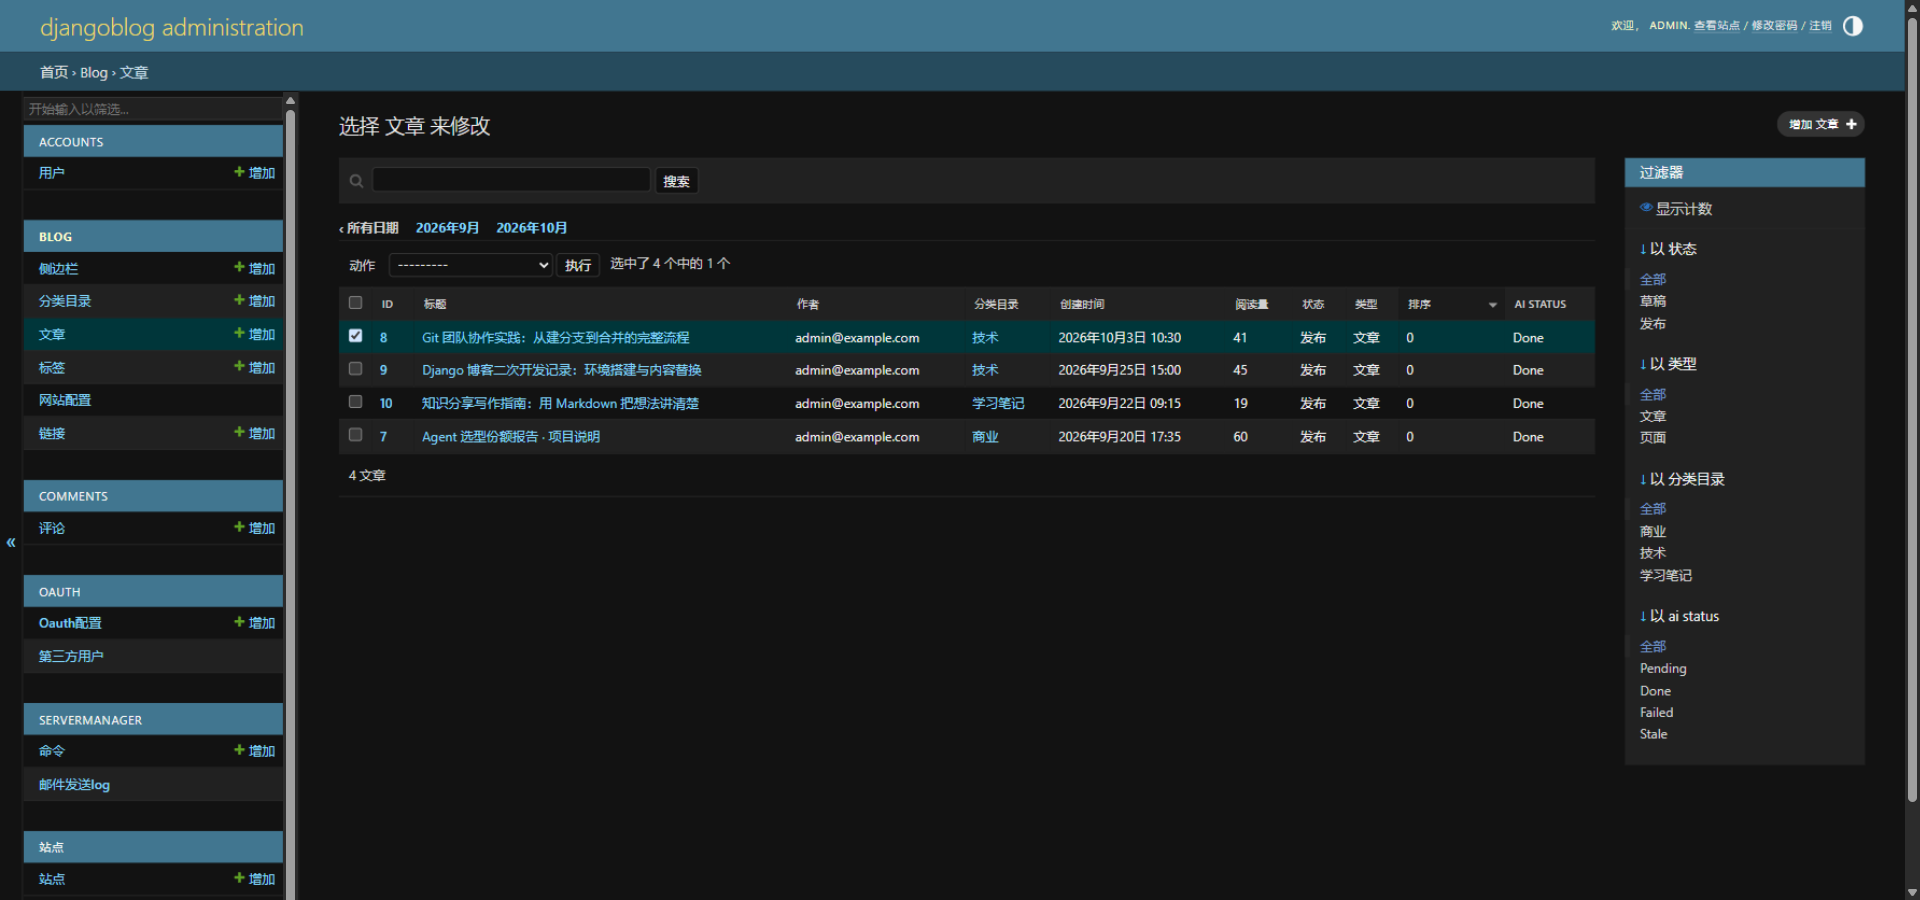 djangoblog administration
欢迎， ADMIN. 查看站点 / 修改密码 / 注销
首页 › Blog › 文章
开始输入以筛选...
ACCOUNTS
用户 增加
BLOG
侧边栏 增加
分类目录 增加
文章 增加
标签 增加
网站配置
链接 增加
COMMENTS
评论 增加
OAUTH
Oauth配置 增加
第三方用户
SERVERMANAGER
命令 增加
邮件发送log
站点
站点 增加
«
选择 文章 来修改
增加 文章 +
搜索
‹ 所有日期 2026年9月 2026年10月
动作 --------- 执行 选中了 4 个中的 1 个
ID 标题 作者 分类目录 创建时间 阅读量 状态 类型 排序 AI STATUS
8 Git 团队协作实践：从建分支到合并的完整流程 admin@example.com 技术 2026年10月3日 10:30 41 发布 文章 0 Done
9 Django 博客二次开发记录：环境搭建与内容替换 admin@example.com 技术 2026年9月25日 15:00 45 发布 文章 0 Done
10 知识分享写作指南：用 Markdown 把想法讲清楚 admin@example.com 学习笔记 2026年9月22日 09:15 19 发布 文章 0 Done
7 Agent 选型份额报告 · 项目说明 admin@example.com 商业 2026年9月20日 17:35 60 发布 文章 0 Done
4 文章
过滤器
显示计数
↓ 以 状态
全部
草稿
发布
↓ 以 类型
全部
文章
页面
↓ 以 分类目录
全部
商业
技术
学习笔记
↓ 以 ai status
全部
Pending
Done
Failed
Stale